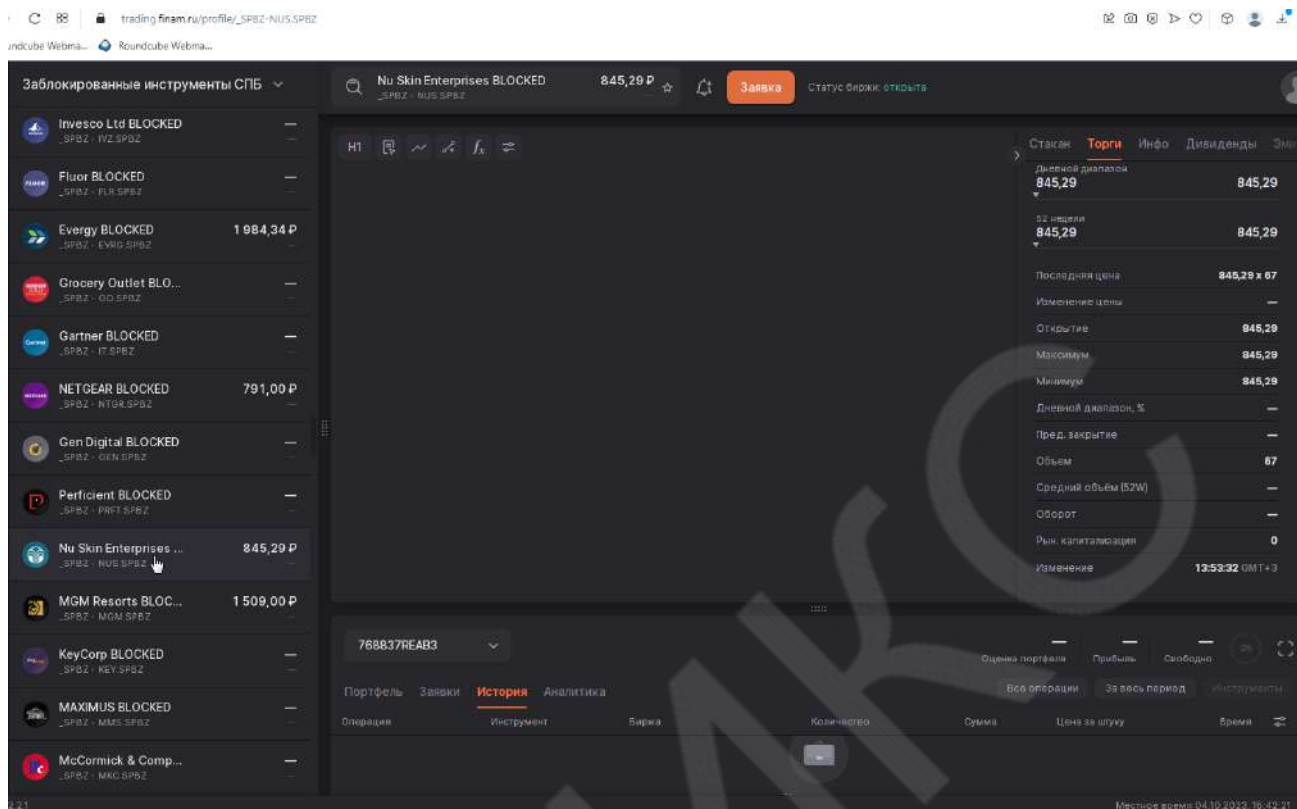 trading.finam.ru/profile/_SPBZ-NUS.SPBZ
undcube Webma... Roundcube Webma...
Заблокированные инструменты СПБ
Nu Skin Enterprises BLOCKED 845,29 ₽
_SPBZ · NUS.SPBZ
Заявка
Статус биржи: открыта
Invesco Ltd BLOCKED —
_SPBZ · IVZ.SPBZ —
Fluor BLOCKED —
_SPBZ · FLR.SPBZ —
Evergy BLOCKED 1 984,34 ₽
_SPBZ · EVRG.SPBZ —
Grocery Outlet BLO... —
_SPBZ · GO.SPBZ —
Gartner BLOCKED —
_SPBZ · IT.SPBZ —
NETGEAR BLOCKED 791,00 ₽
_SPBZ · NTGR.SPBZ —
Gen Digital BLOCKED —
_SPBZ · GEN.SPBZ —
Perficient BLOCKED —
_SPBZ · PRFT.SPBZ —
Nu Skin Enterprises ... 845,29 ₽
_SPBZ · NUS.SPBZ —
MGM Resorts BLOC... 1 509,00 ₽
_SPBZ · MGM.SPBZ —
KeyCorp BLOCKED —
_SPBZ · KEY.SPBZ —
MAXIMUS BLOCKED —
_SPBZ · MMS.SPBZ —
McCormick & Comp... —
_SPBZ · MKC.SPBZ —
H1
Стакан Торги Инфо Дивиденды
Дневной диапазон
845,29 845,29
52 недели
845,29 845,29
Последняя цена 845,29 x 67
Изменение цены —
Открытие 845,29
Максимум 845,29
Минимум 845,29
Дневной диапазон, % —
Пред. закрытие —
Объем 67
Средний объём (52W) —
Оборот —
Рын. капитализация 0
Изменение 13:53:32 GMT+3
768837REAB3
Оценка портфеля Прибыль Свободно
Портфель Заявки История Аналитика
Все операции За весь период Инструменты
Операция Инструмент Биржа Количество Сумма Цена за штуку Время
Местное время 04.10.2023, 16:42:21
МКС